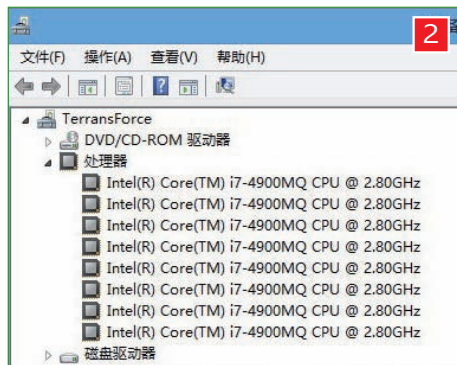 2
文件(F) 操作(A) 查看(V) 帮助(H)
TerransForce
DVD/CD-ROM 驱动器
处理器
Intel(R) Core(TM) i7-4900MQ CPU @ 2.80GHz
Intel(R) Core(TM) i7-4900MQ CPU @ 2.80GHz
Intel(R) Core(TM) i7-4900MQ CPU @ 2.80GHz
Intel(R) Core(TM) i7-4900MQ CPU @ 2.80GHz
Intel(R) Core(TM) i7-4900MQ CPU @ 2.80GHz
Intel(R) Core(TM) i7-4900MQ CPU @ 2.80GHz
Intel(R) Core(TM) i7-4900MQ CPU @ 2.80GHz
Intel(R) Core(TM) i7-4900MQ CPU @ 2.80GHz
磁盘驱动器